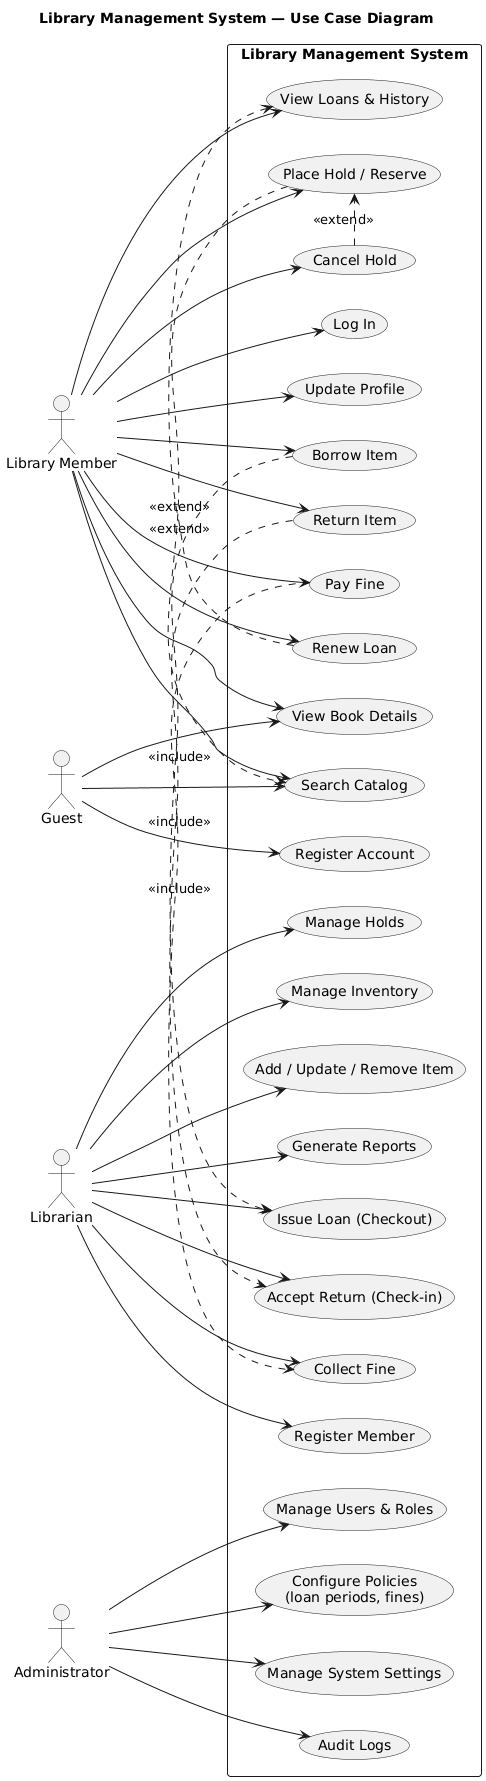 Library Management System — Use Case Diagram
Library Management System
View Loans & History
Place Hold / Reserve
«extend»
Cancel Hold
Log In
Update Profile
Library Member
Borrow Item
«extend»
Return Item
«extend»
Pay Fine
Renew Loan
View Book Details
«include»
Search Catalog
Guest
«include»
Register Account
«include»
Manage Holds
Manage Inventory
Add / Update / Remove Item
Generate Reports
Librarian
Issue Loan (Checkout)
Accept Return (Check-in)
Collect Fine
Register Member
Manage Users & Roles
Configure Policies
(loan periods, fines)
Administrator
Manage System Settings
Audit Logs